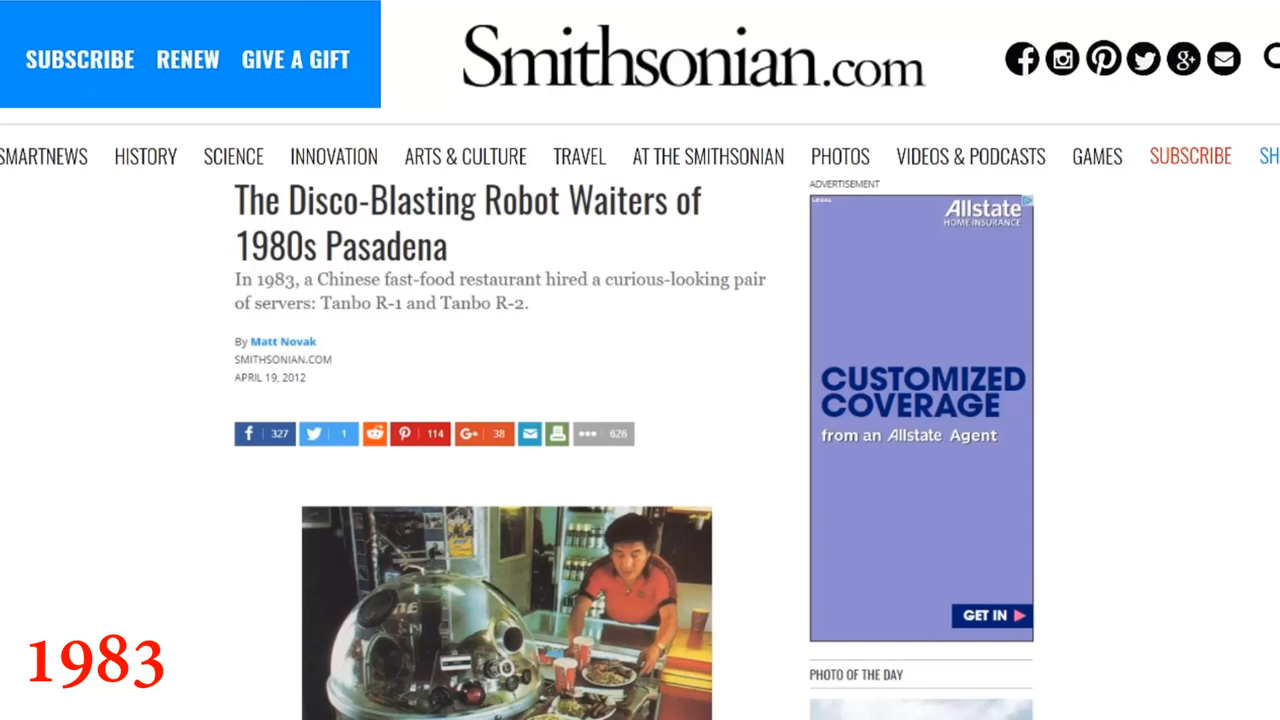 SUBSCRIBE RENEW GIVE A GIFT
Smithsonian.com
SMARTNEWS HISTORY SCIENCE INNOVATION ARTS & CULTURE TRAVEL AT THE SMITHSONIAN PHOTOS VIDEOS & PODCASTS GAMES SUBSCRIBE SH
The Disco-Blasting Robot Waiters of
1980s Pasadena
In 1983, a Chinese fast-food restaurant hired a curious-looking pair
of servers: Tanbo R-1 and Tanbo R-2.
By Matt Novak
SMITHSONIAN.COM
APRIL 19, 2012
327 1 114 G+ 38 626
ADVERTISEMENT
LEGAL
Allstate
HOME INSURANCE
CUSTOMIZED
COVERAGE
from an Allstate Agent
GET IN
PHOTO OF THE DAY
1983